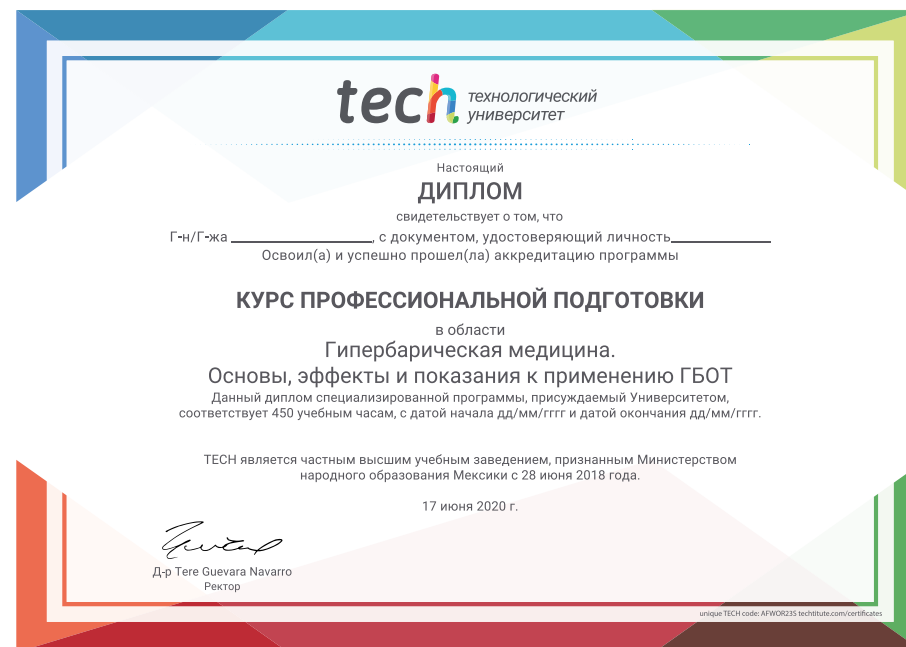 tech технологический
университет
Настоящий
ДИПЛОМ
свидетельствует о том, что
Г-н/Г-жа ____________________, с документом, удостоверяющий личность______________
Освоил(а) и успешно прошел(ла) аккредитацию программы
КУРС ПРОФЕССИОНАЛЬНОЙ ПОДГОТОВКИ
в области
Гипербарическая медицина.
Основы, эффекты и показания к применению ГБОТ
Данный диплом специализированной программы, присуждаемый Университетом,
соответствует 450 учебным часам, с датой начала дд/мм/гггг и датой окончания дд/мм/гггг.
TECH является частным высшим учебным заведением, признанным Министерством
народного образования Мексики с 28 июня 2018 года.
17 июня 2020 г.
Д-р Tere Guevara Navarro
Ректор
unique TECH code: AFWOR23S techtitute.com/certificates